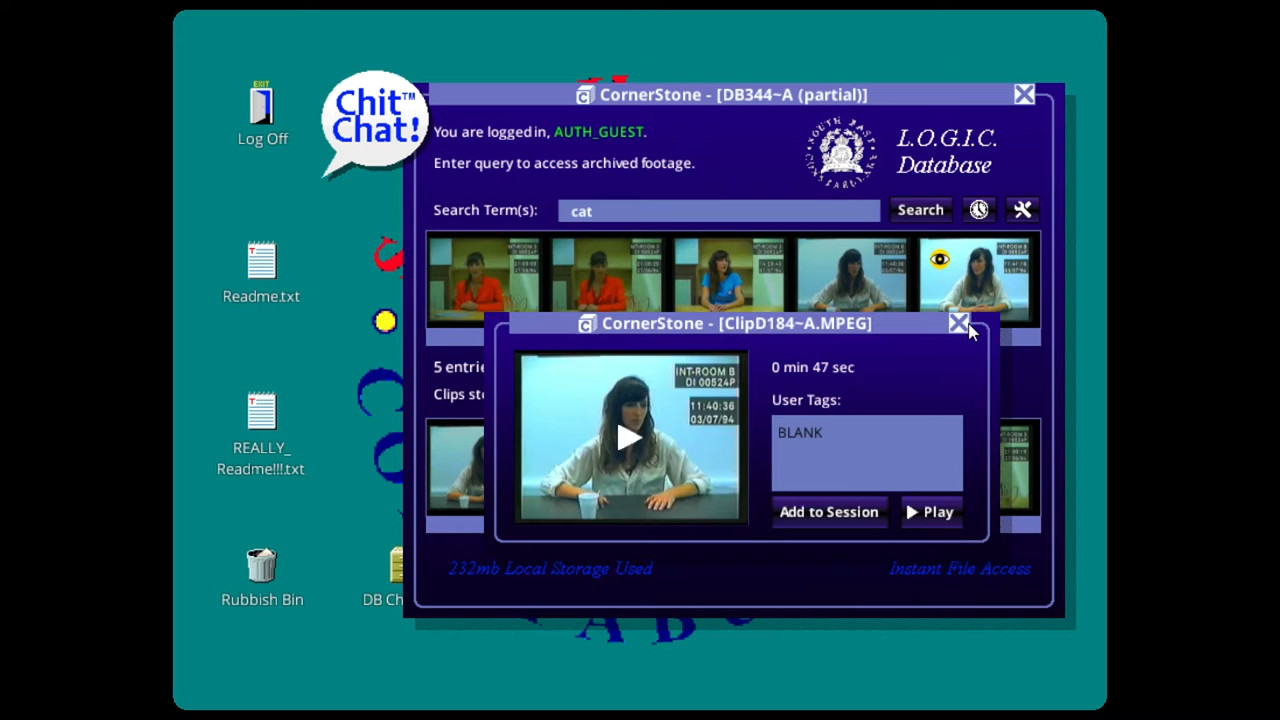 EXIT
Log Off
Readme.txt
REALLY_
Readme!!!.txt
Rubbish Bin
DB Ch
Chit™
Chat!
CornerStone - [DB344~A (partial)]
You are logged in, AUTH_GUEST.
Enter query to access archived footage.
L.O.G.I.C.
Database
Search Term(s):
cat
Search
5 entrie
Clips sto
CornerStone - [ClipD184~A.MPEG]
INT-ROOM B
DI 00524P
11:40:36
03/07/94
0 min 47 sec
User Tags:
BLANK
Add to Session
Play
232mb Local Storage Used
Instant File Access